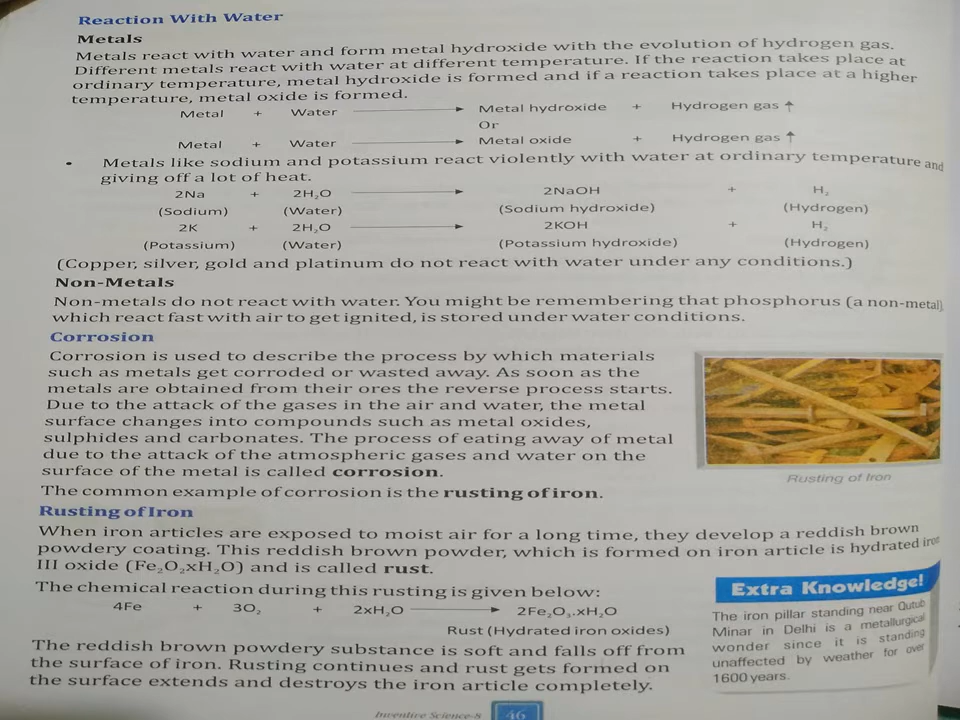 Reaction With Water
Metals
Metals react with water and form metal hydroxide with the evolution of hydrogen gas.
Different metals react with water at different temperature. If the reaction takes place at
ordinary temperature, metal hydroxide is formed and if a reaction takes place at a higher
temperature, metal oxide is formed.
Metal + Water ⟶ Metal hydroxide + Hydrogen gas ↑
Or
Metal + Water ⟶ Metal oxide + Hydrogen gas ↑
• Metals like sodium and potassium react violently with water at ordinary temperature and
giving off a lot of heat.
2Na + 2H₂O ⟶ 2NaOH + H₂
(Sodium) (Water) (Sodium hydroxide) (Hydrogen)
2K + 2H₂O ⟶ 2KOH + H₂
(Potassium) (Water) (Potassium hydroxide) (Hydrogen)
(Copper, silver, gold and platinum do not react with water under any conditions.)
Non-Metals
Non-metals do not react with water. You might be remembering that phosphorus (a non-metal)
which react fast with air to get ignited, is stored under water conditions.
Corrosion
Corrosion is used to describe the process by which materials
such as metals get corroded or wasted away. As soon as the
metals are obtained from their ores the reverse process starts.
Due to the attack of the gases in the air and water, the metal
surface changes into compounds such as metal oxides,
sulphides and carbonates. The process of eating away of metal
due to the attack of the atmospheric gases and water on the
surface of the metal is called corrosion.
Rusting of Iron
The common example of corrosion is the rusting of iron.
Rusting of Iron
When iron articles are exposed to moist air for a long time, they develop a reddish brown
powdery coating. This reddish brown powder, which is formed on iron article is hydrated iron
III oxide (Fe₂O₂xH₂O) and is called rust.
The chemical reaction during this rusting is given below:
4Fe + 3O₂ + 2xH₂O ⟶ 2Fe₂O₃.xH₂O
Rust (Hydrated iron oxides)
The reddish brown powdery substance is soft and falls off from
the surface of iron. Rusting continues and rust gets formed on
the surface extends and destroys the iron article completely.
Extra Knowledge!
The iron pillar standing near Qutub
Minar in Delhi is a metallurgical
wonder since it is standing
unaffected by weather for over
1600 years.
Inventive Science-8 46